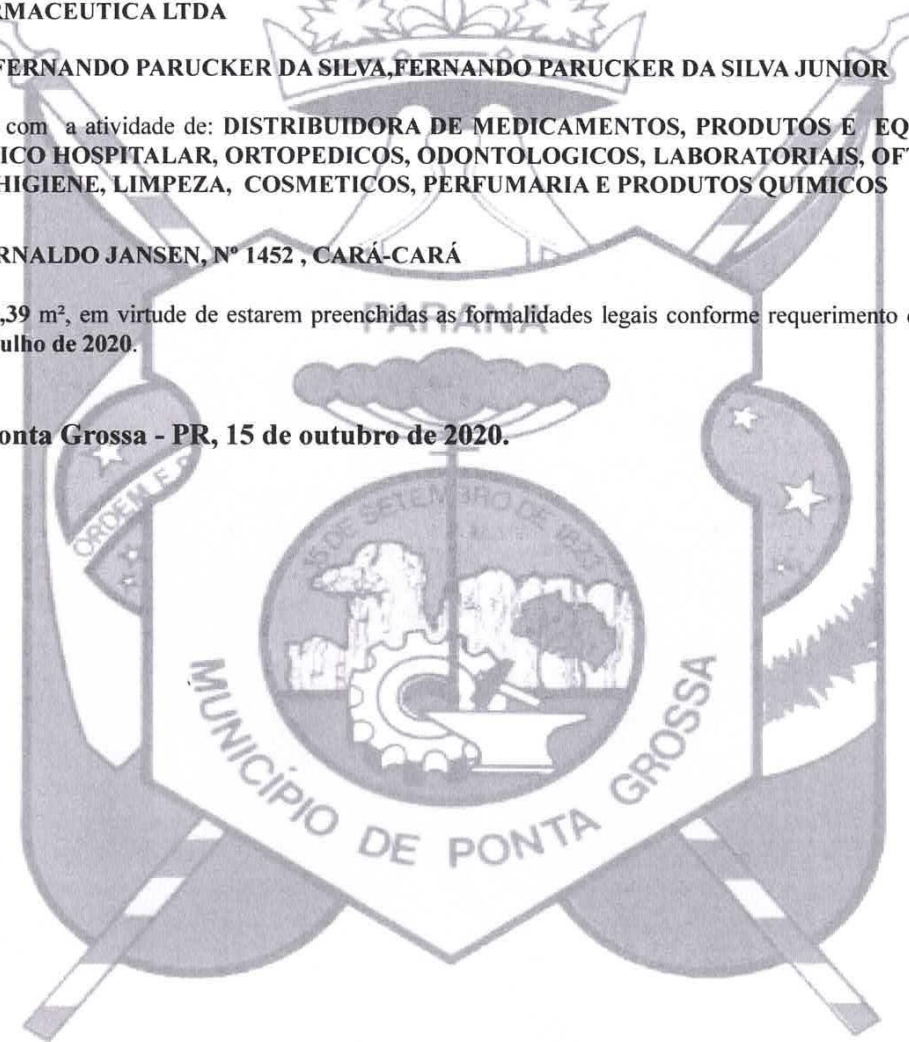 RMACEUTICA LTDA
FERNANDO PARUCKER DA SILVA,FERNANDO PARUCKER DA SILVA JUNIOR
com a atividade de: DISTRIBUIDORA DE MEDICAMENTOS, PRODUTOS E EQ
ICO HOSPITALAR, ORTOPEDICOS, ODONTOLOGICOS, LABORATORIAIS, OFT
HIGIENE, LIMPEZA, COSMETICOS, PERFUMARIA E PRODUTOS QUIMICOS
RNALDO JANSEN, Nº 1452 , CARÁ-CARÁ
,39 m², em virtude de estarem preenchidas as formalidades legais conforme requerimento
ulho de 2020.
PARANÁ
onta Grossa - PR, 15 de outubro de 2020.
ORDEM E
15 DE SETEMBRO DE 1823
MUNICÍPIO DE PONTA GROSSA